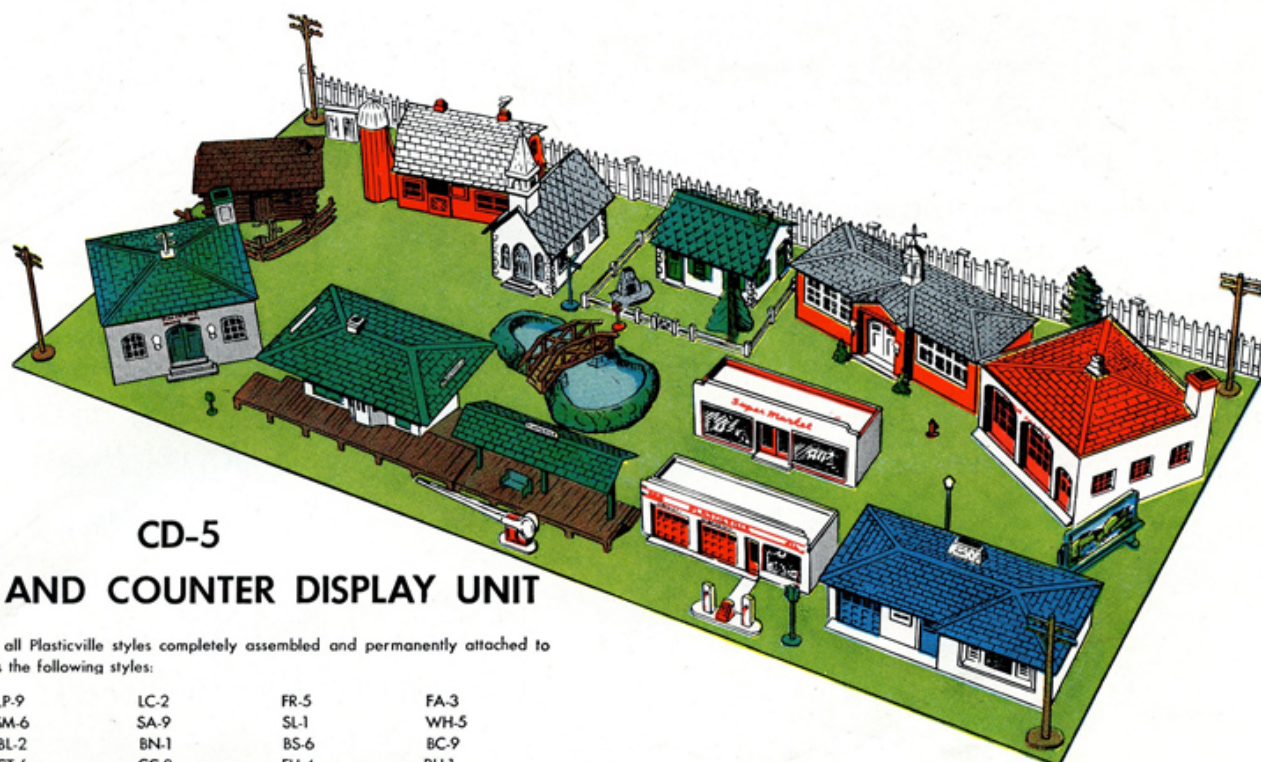 Super Market
PLASTICVILLE
CD-5
AND COUNTER DISPLAY UNIT
all Plasticville styles completely assembled and permanently attached to
the following styles:
LC-2 FR-5 FA-3
SA-9 SL-1 WH-5
BN-1 BS-6 BC-9